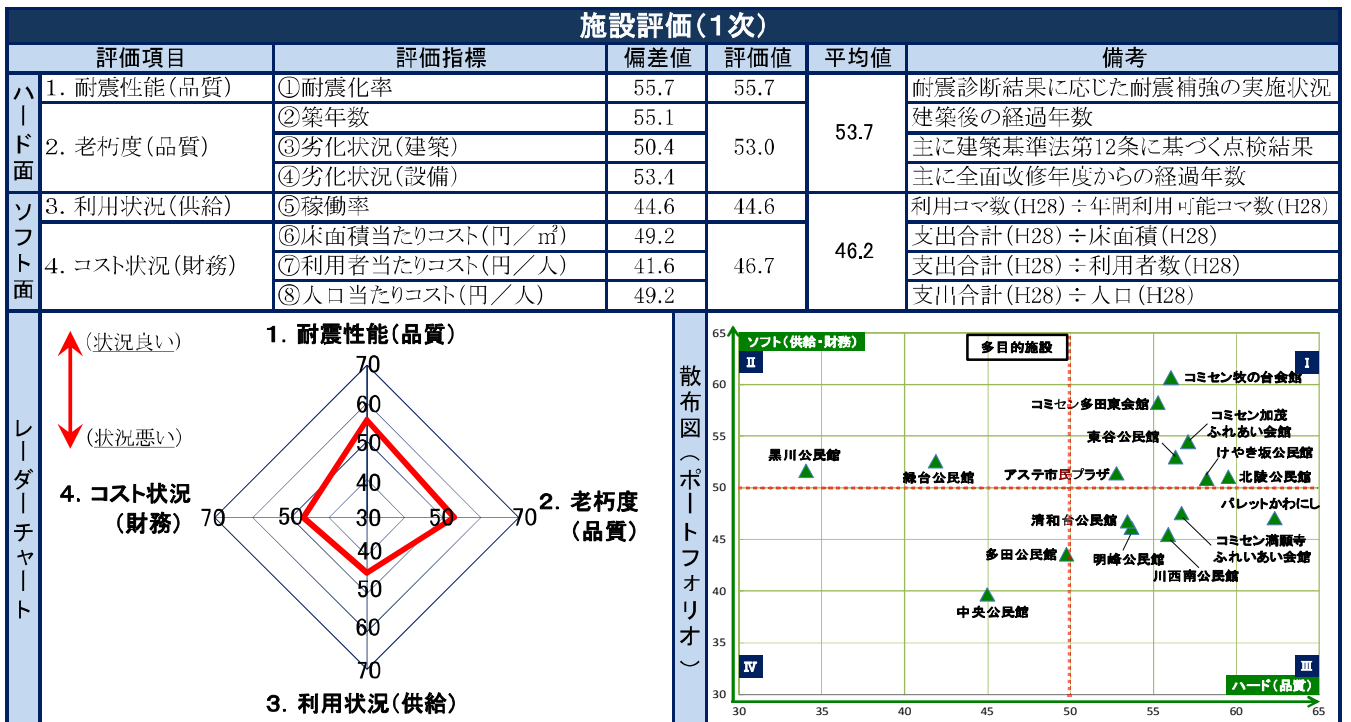 施設評価(1次)
評価項目 評価指標 偏差値 評価値 平均値 備考
ハード面
1. 耐震性能(品質) ①耐震化率 55.7 55.7 53.7 耐震診断結果に応じた耐震補強の実施状況
2. 老朽度(品質) ②築年数 55.1 53.0 建築後の経過年数
③劣化状況(建築) 50.4 主に建築基準法第12条に基づく点検結果
④劣化状況(設備) 53.4 主に全面改修年度からの経過年数
ソフト面
3. 利用状況(供給) ⑤稼働率 44.6 44.6 46.2 利用コマ数(H28)÷年間利用可能コマ数(H28)
4. コスト状況(財務) ⑥床面積当たりコスト(円/㎡) 49.2 46.7 支出合計(H28)÷床面積(H28)
⑦利用者当たりコスト(円/人) 41.6 支出合計(H28)÷利用者数(H28)
⑧人口当たりコスト(円/人) 49.2 支出合計(H28)÷人口(H28)
レーダーチャート
(状況良い)
(状況悪い)
1. 耐震性能(品質)
70
60
50
40
4. コスト状況
(財務)
70 50 30 50 70
2. 老朽度
(品質)
40
50
60
70
3. 利用状況(供給)
散布図(ポートフォリオ)
ソフト(供給・財務)
多目的施設
Ⅱ
Ⅰ
65
60
55
50
45
40
35
30
コミセン牧の台会館
コミセン多田東会館
コミセン加茂
ふれあい会館
東谷公民館
けやき坂公民館
黒川公民館
緑台公民館
アステ市民プラザ
北陵公民館
パレットかわにし
清和台公民館
コミセン満願寺
ふれいあい会館
多田公民館
明峰公民館
川西南公民館
中央公民館
Ⅳ
Ⅲ
ハード(品質)
30 35 40 45 50 55 60 65